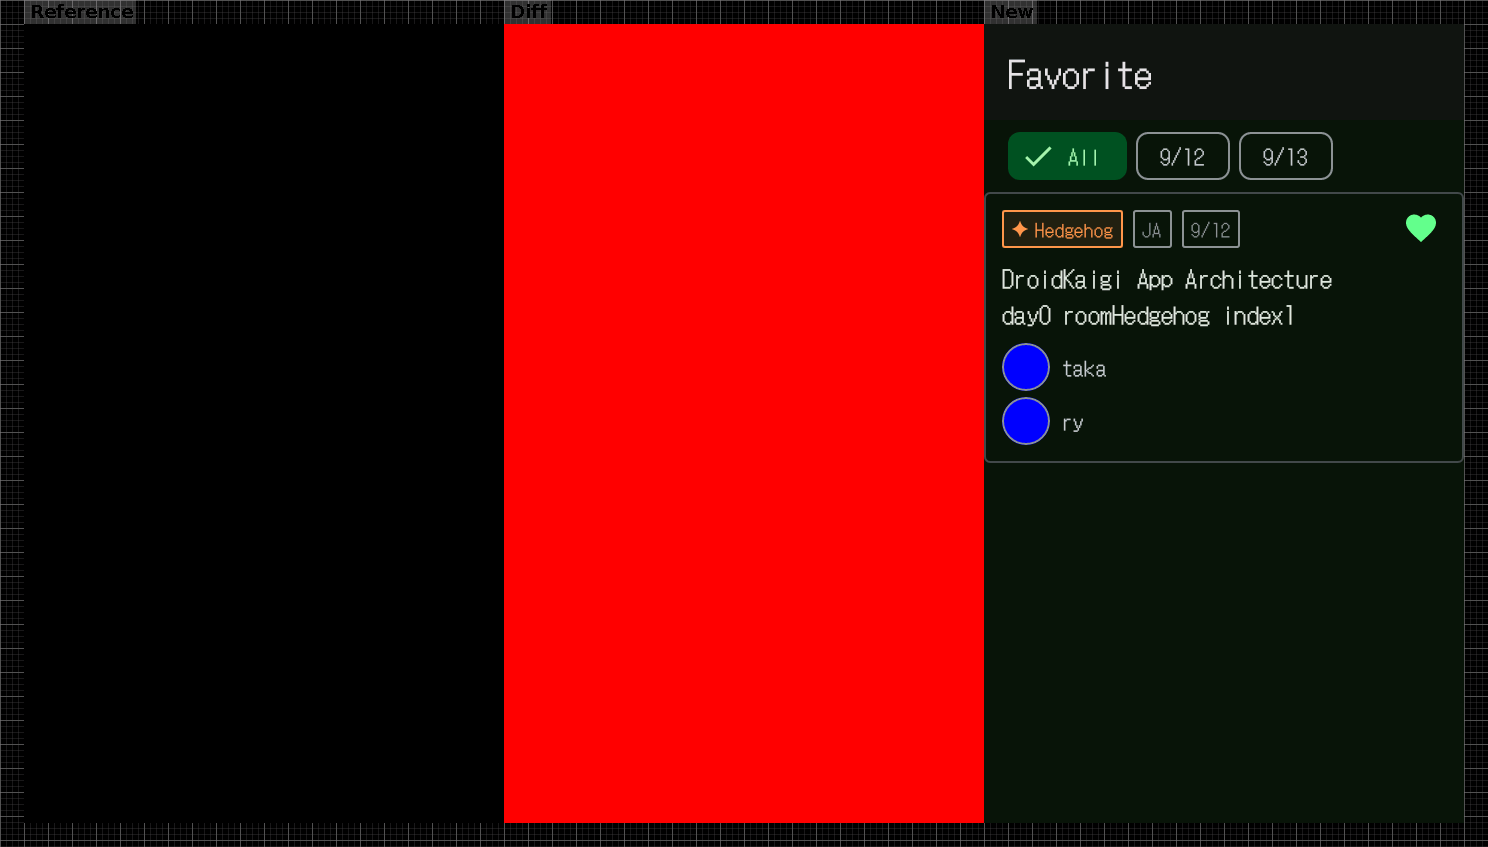 Reference
Diff
New
Favorite
All
9/12
9/13
Hedgehog
JA
9/12
DroidKaigi App Architecture
day0 roomHedgehog index1
taka
ry